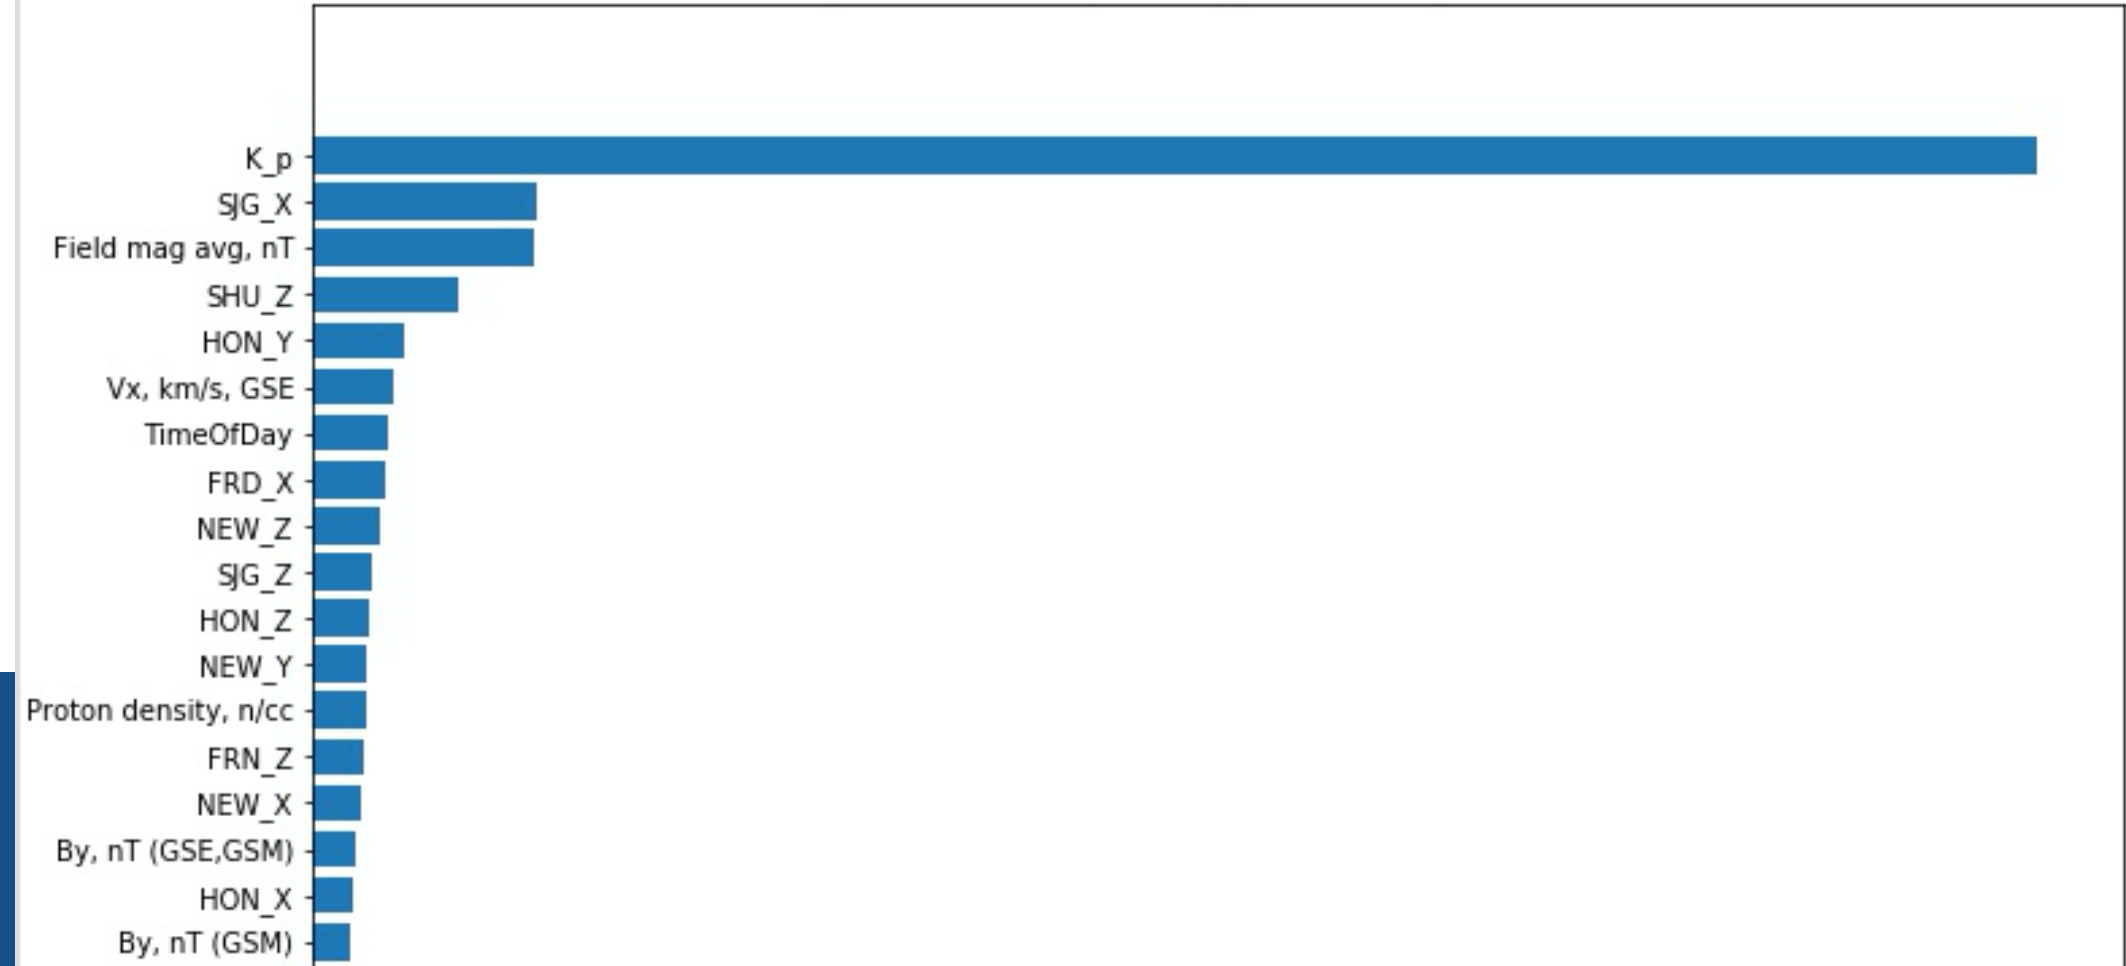 K_p
SJG_X
Field mag avg, nT
SHU_Z
HON_Y
Vx, km/s, GSE
TimeOfDay
FRD_X
NEW_Z
SJG_Z
HON_Z
NEW_Y
Proton density, n/cc
FRN_Z
NEW_X
By, nT (GSE,GSM)
HON_X
By, nT (GSM)